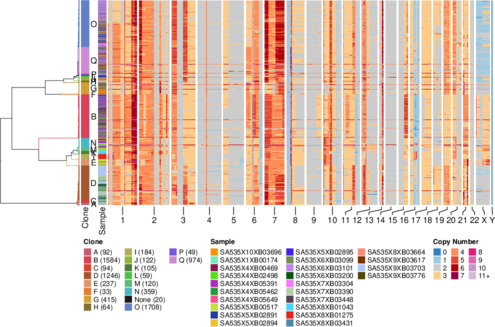 O
Q
P
H
G
F
B
N
M
K
E
D
C
A
Clone
Sample
1 2 3 4 5 6 7 8 9 10 11 12 13 14 15 16 17 18 19 20 21 22 X Y
Clone
A (92)
B (1584)
C (94)
D (1246)
E (237)
F (33)
G (415)
H (64)
I (184)
J (122)
K (105)
L (59)
M (120)
N (359)
None (20)
O (1708)
P (49)
Q (974)
Sample
SA535X10XB03696
SA535X1XB00174
SA535X4XB00469
SA535X4XB02498
SA535X4XB05391
SA535X4XB05462
SA535X4XB05649
SA535X5XB00517
SA535X5XB02891
SA535X5XB02894
SA535X5XB02895
SA535X6XB03099
SA535X6XB03101
SA535X6XB03200
SA535X7XB03304
SA535X7XB03390
SA535X7XB03448
SA535X8XB01043
SA535X8XB01275
SA535X8XB03431
SA535X8XB03664
SA535X9XB03617
SA535X9XB03703
SA535X9XB03776
Copy Number
0
1
2
3
4
5
6
7
8
9
10
11+